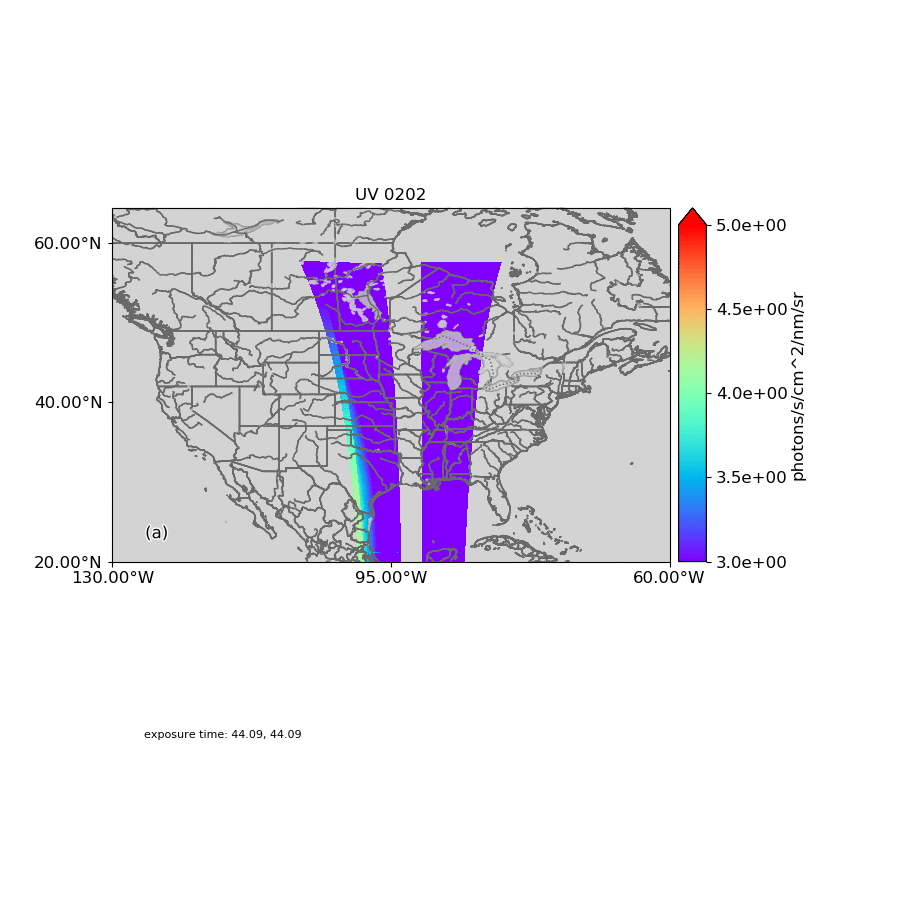 UV 0202
60.00°N
40.00°N
20.00°N
130.00°W
95.00°W
60.00°W
(a)
5.0e+00
4.5e+00
4.0e+00
3.5e+00
3.0e+00
photons/s/cm^2/nm/sr
exposure time: 44.09, 44.09